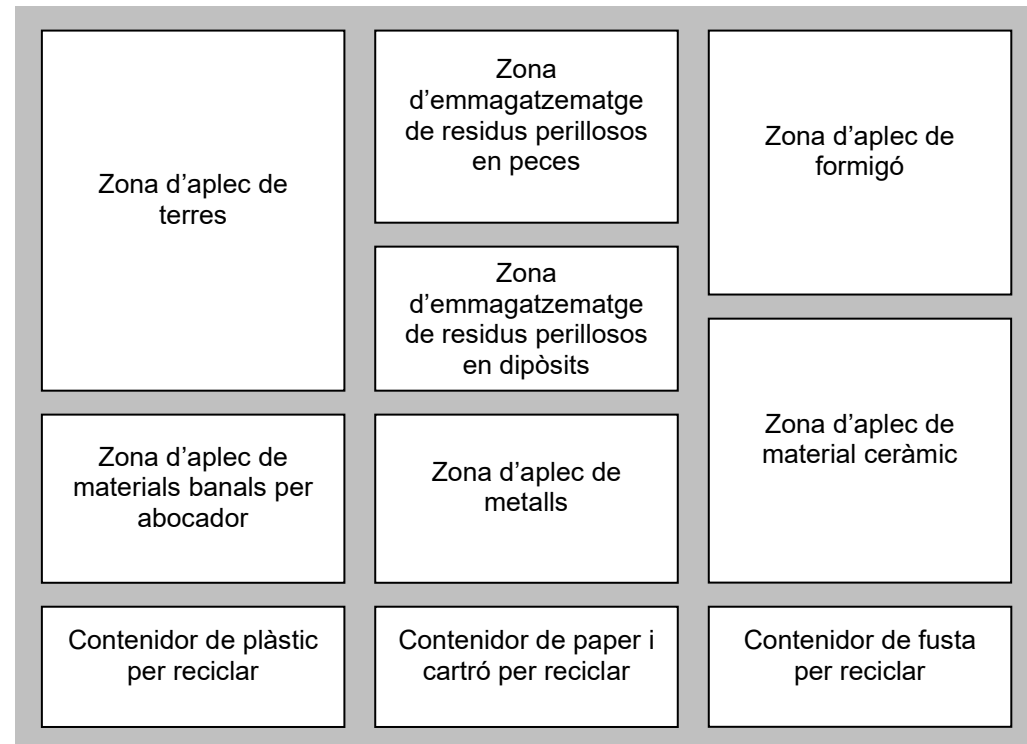 Zona d’aplec de
terres
Zona
d’emmagatzematge
de residus perillosos
en peces
Zona d’aplec de
formigó
Zona
d’emmagatzematge
de residus perillosos
en dipòsits
Zona d’aplec de
material ceràmic
Zona d’aplec de
materials banals per
abocador
Zona d’aplec de
metalls
Contenidor de plàstic
per reciclar
Contenidor de paper i
cartró per reciclar
Contenidor de fusta
per reciclar